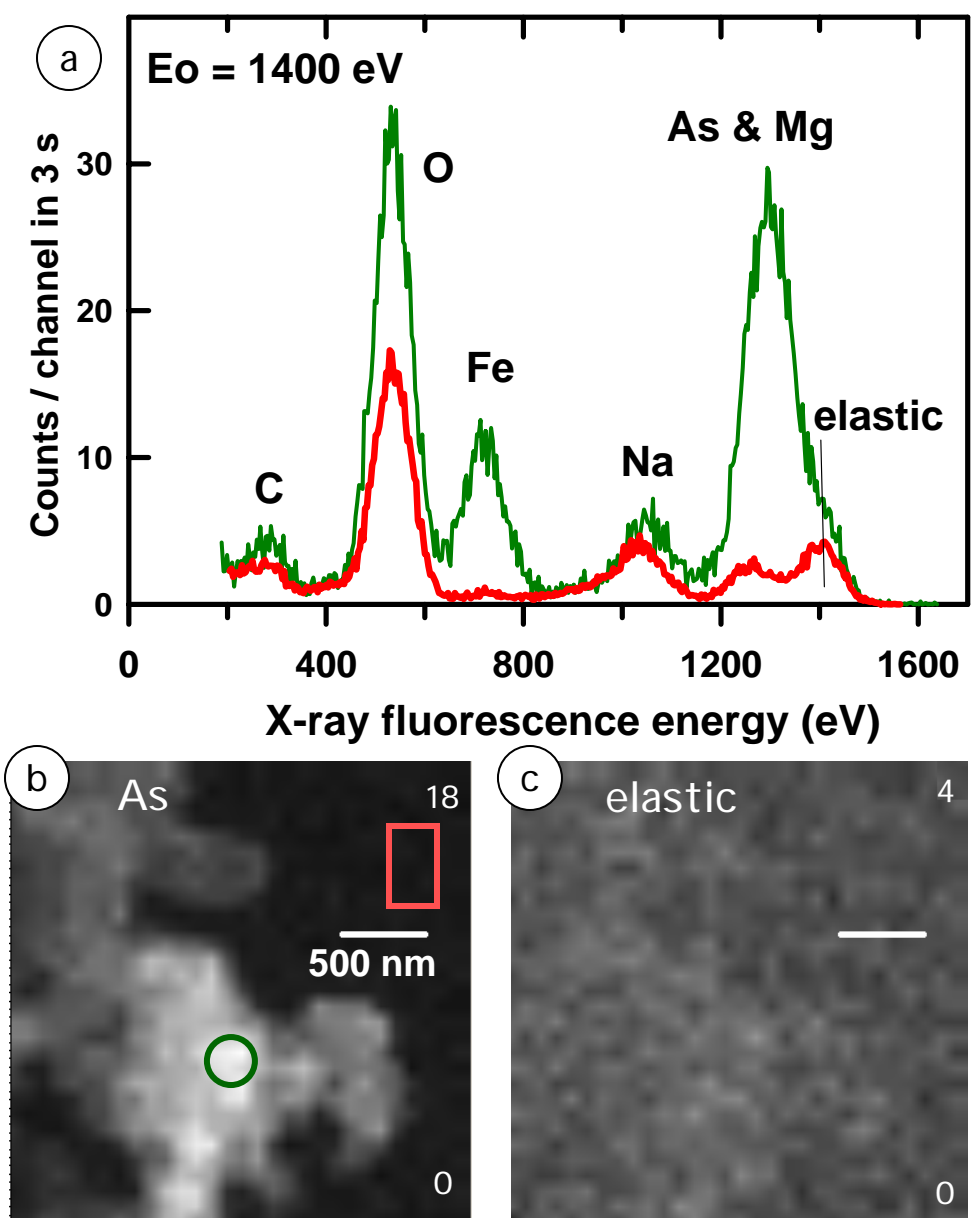 a
Eo = 1400 eV
As & Mg
O
Fe
elastic
Na
C
Counts / channel in 3 s
30
20
10
0
0 400 800 1200 1600
X-ray fluorescence energy (eV)
b
As
18
500 nm
0
c
elastic
4
0